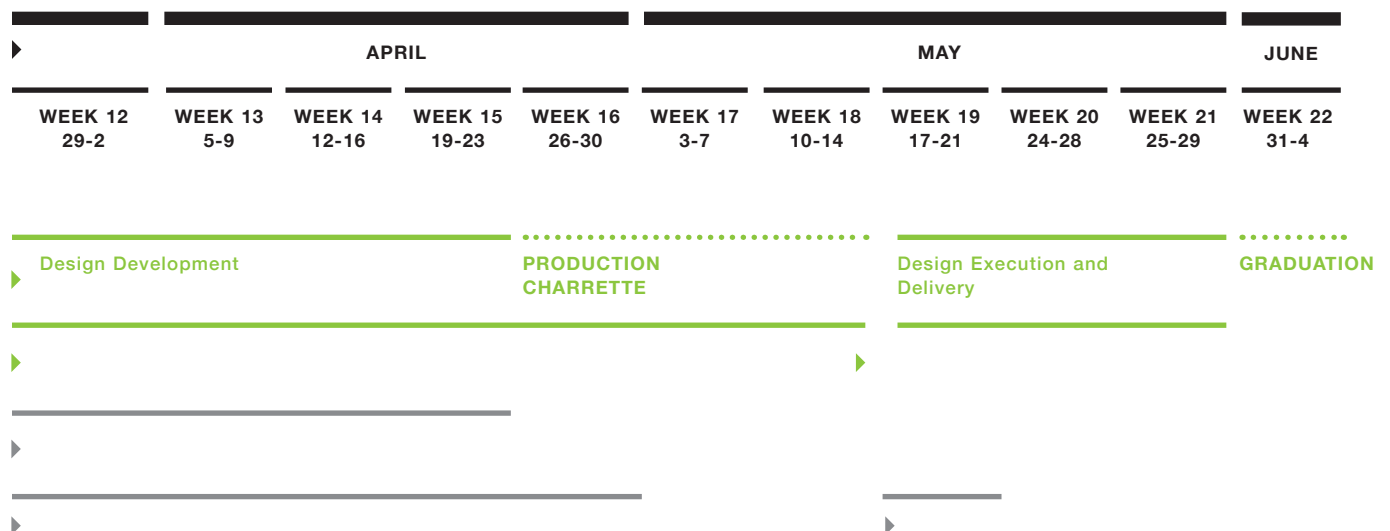 APRIL
MAY
JUNE
WEEK 12
29-2
WEEK 13
5-9
WEEK 14
12-16
WEEK 15
19-23
WEEK 16
26-30
WEEK 17
3-7
WEEK 18
10-14
WEEK 19
17-21
WEEK 20
24-28
WEEK 21
25-29
WEEK 22
31-4
Design Development
PRODUCTION
CHARRETTE
Design Execution and
Delivery
GRADUATION